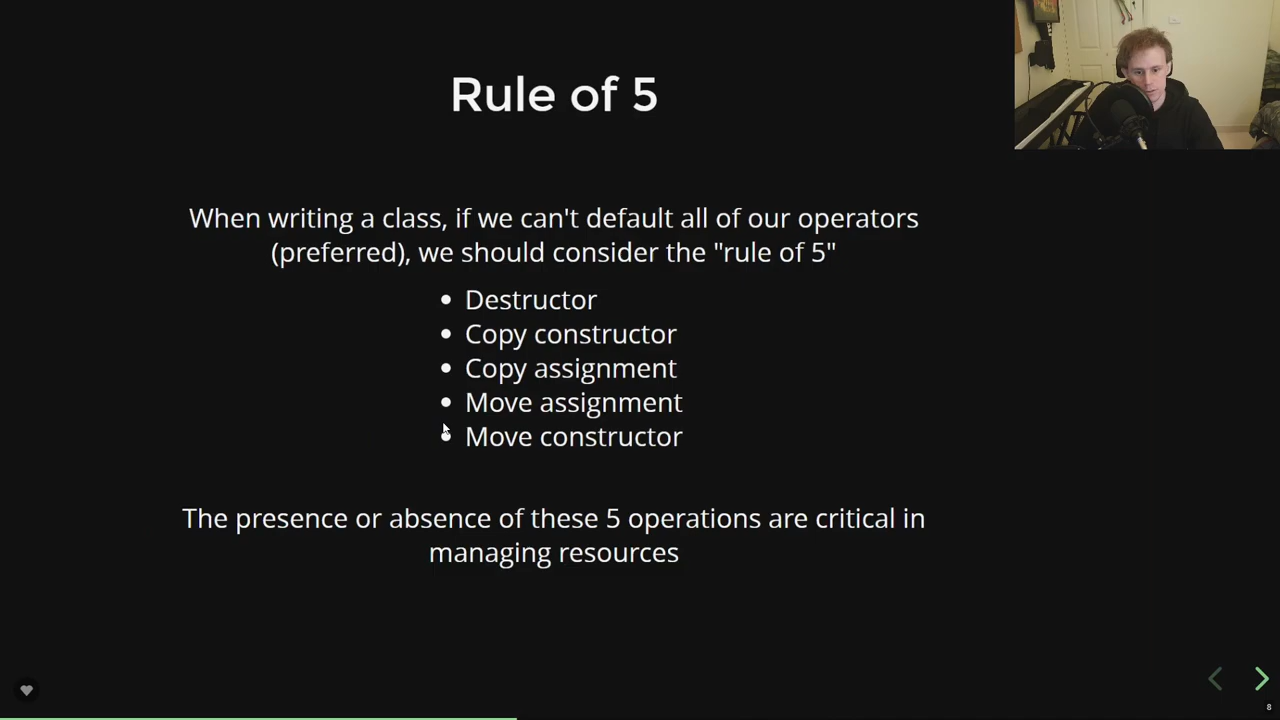 Rule of 5
When writing a class, if we can't default all of our operators
(preferred), we should consider the "rule of 5"
Destructor
Copy constructor
Copy assignment
Move assignment
Move constructor
The presence or absence of these 5 operations are critical in
managing resources
8